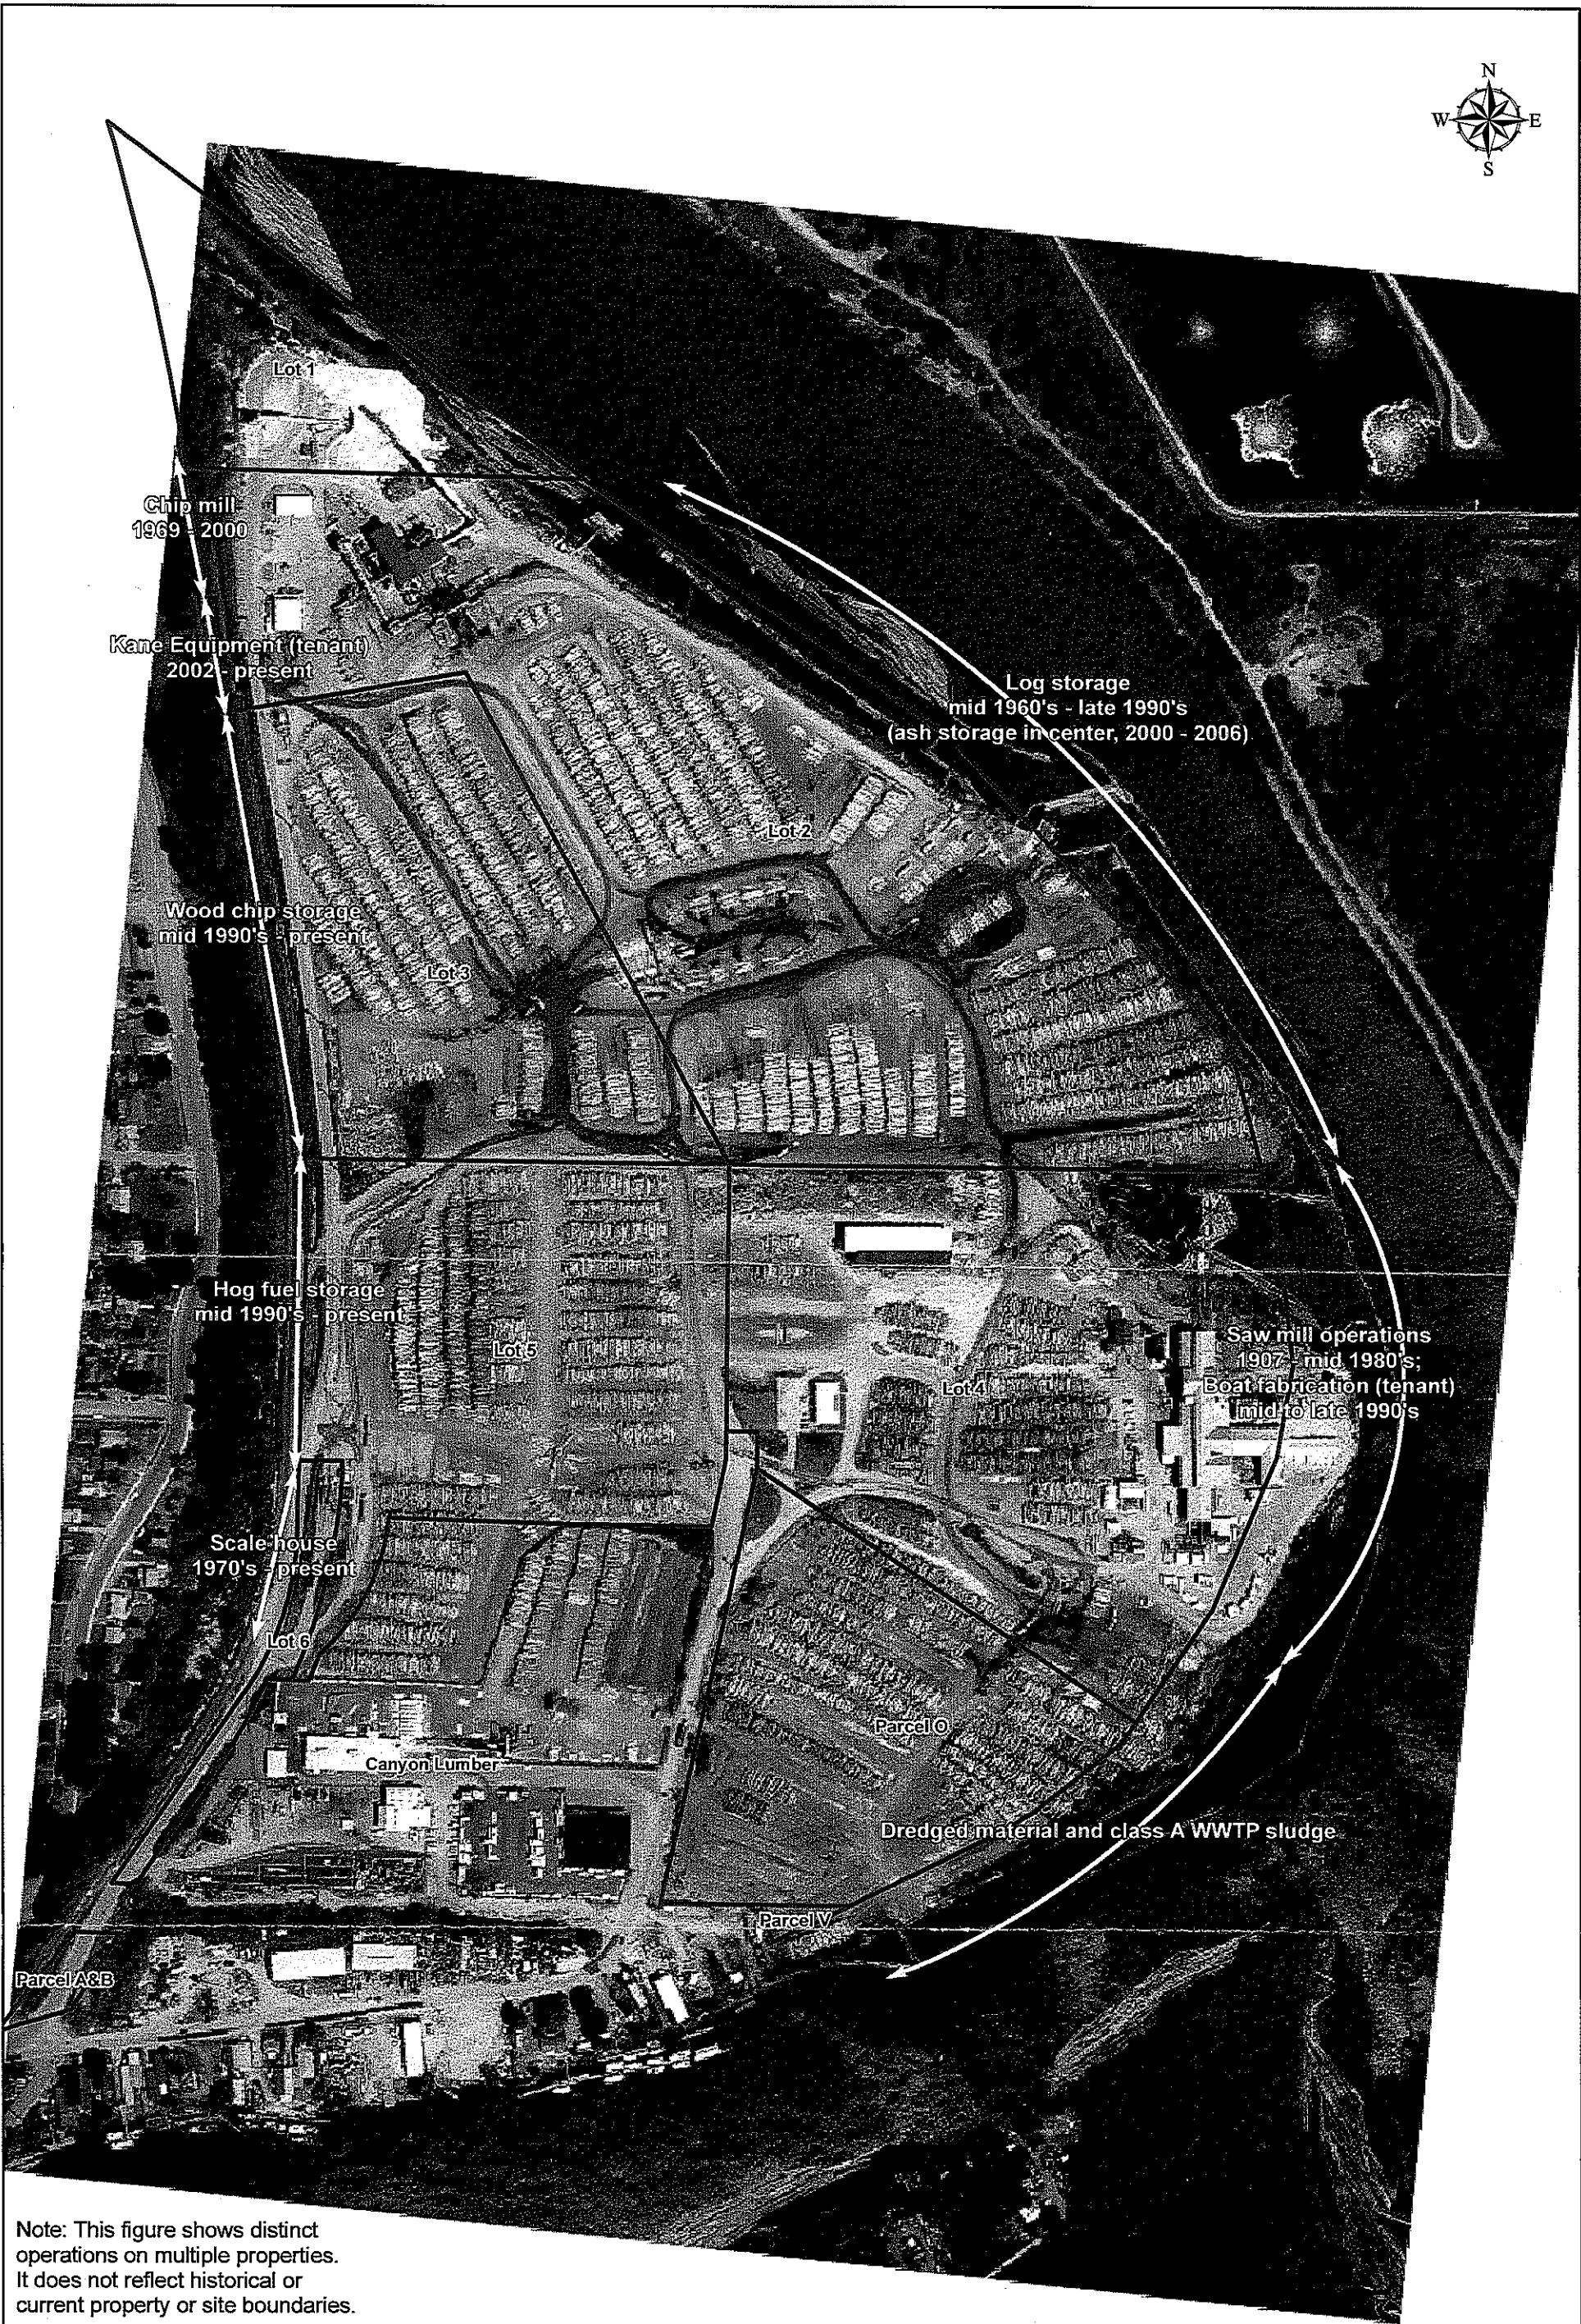 N
W E
S
Lot 1
Chip mill
1969 - 2000
Kane Equipment (tenant)
2002 - present
Log storage
mid 1960's - late 1990's
(ash storage in center, 2000 - 2006)
Lot 2
Wood chip storage
mid 1990's - present
Lot 3
Hog fuel storage
mid 1990's - present
Lot 5
Saw mill operations
1907 - mid 1980's;
Boat fabrication (tenant)
mid to late 1990's
Lot 4
Scale house
1970's - present
Lot 6
Parcel O
Canyon Lumber
Dredged material and class A WWTP sludge
Parcel V
Parcel A&B
Note: This figure shows distinct
operations on multiple properties.
It does not reflect historical or
current property or site boundaries.